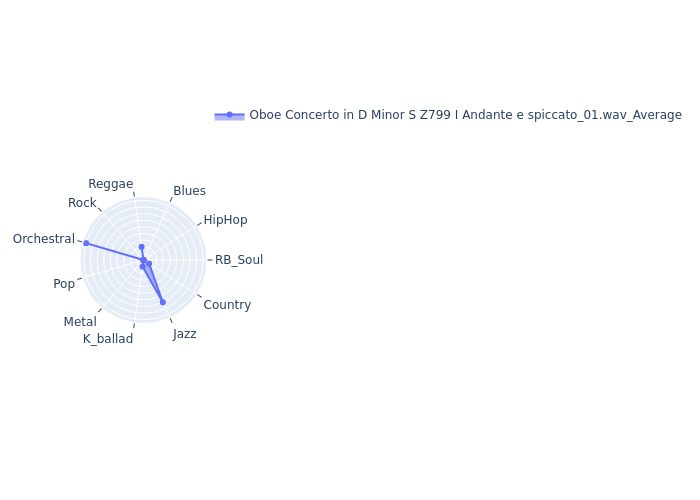 Oboe Concerto in D Minor S Z799 I Andante e spiccato_01.wav_Average
Reggae
Blues
Rock
HipHop
Orchestral
RB_Soul
Pop
Country
Metal
Jazz
K_ballad